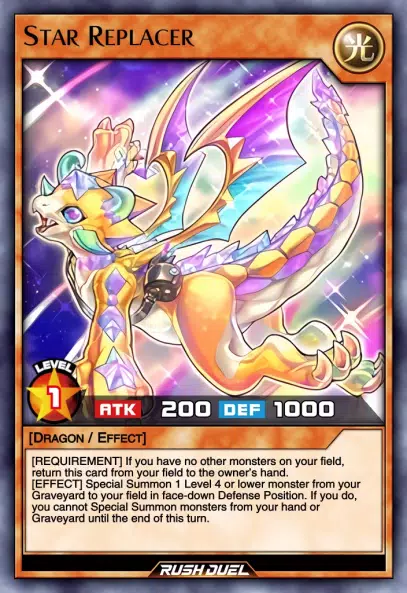 STAR REPLACER
光
LEVEL
1
ATK 200 DEF 1000
[DRAGON / EFFECT]
[REQUIREMENT] If you have no other monsters on your field,
return this card from your field to the owner's hand.
[EFFECT] Special Summon 1 Level 4 or lower monster from your
Graveyard to your field in face-down Defense Position. If you do,
you cannot Special Summon monsters from your hand or
Graveyard until the end of this turn.
RUSH DUEL